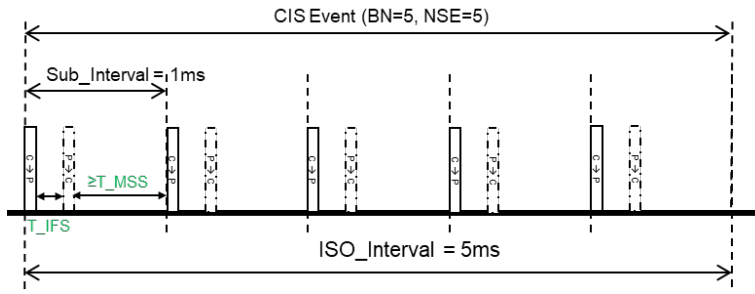 CIS Event (BN=5, NSE=5)
Sub_Interval = 1ms
C→P
P→C
C→P
P→C
C→P
P→C
C→P
P→C
C→P
P→C
≥T_MSS
T_IFS
ISO_Interval = 5ms